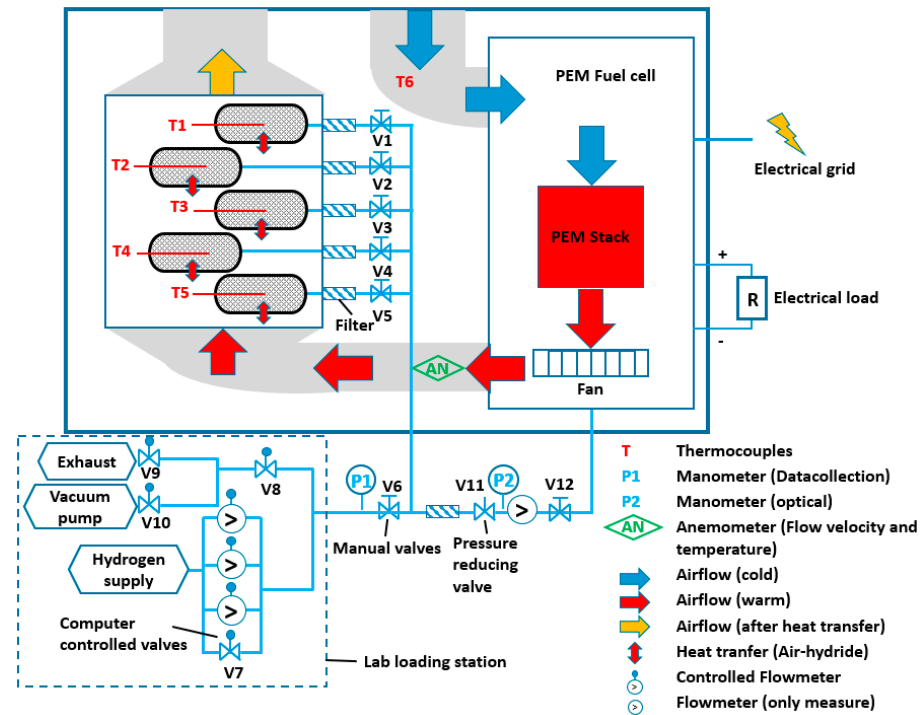 T6
PEM Fuel cell
T1
V1
T2
V2
T3
V3
T4
V4
T5
V5
Filter
PEM Stack
Fan
AN
Electrical grid
+
R
Electrical load
-
Exhaust
V9
Vacuum
pump
V10
V8
>
>
>
Hydrogen
supply
Computer
controlled valves
V7
Lab loading station
P1
V6
Manual valves
V11
P2
Pressure
reducing
valve
>
V12
T Thermocouples
P1 Manometer (Datacollection)
P2 Manometer (optical)
AN Anemometer (Flow velocity and
temperature)
Airflow (cold)
Airflow (warm)
Airflow (after heat transfer)
Heat tranfer (Air-hydride)
> Controlled Flowmeter
> Flowmeter (only measure)